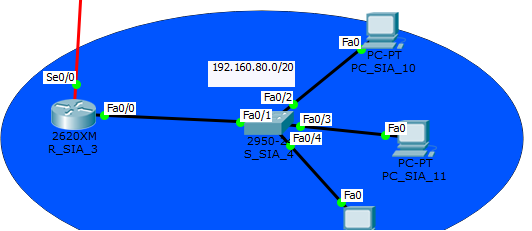 Fa0
PC-PT
PC_SIA_10
192.160.80.0/20
Se0/0
Fa0/2
Fa0/0
Fa0/1
Fa0/3
2620XM
R_SIA_3
2950-
S_SIA_4
Fa0/4
Fa0
PC-PT
PC_SIA_11
Fa0